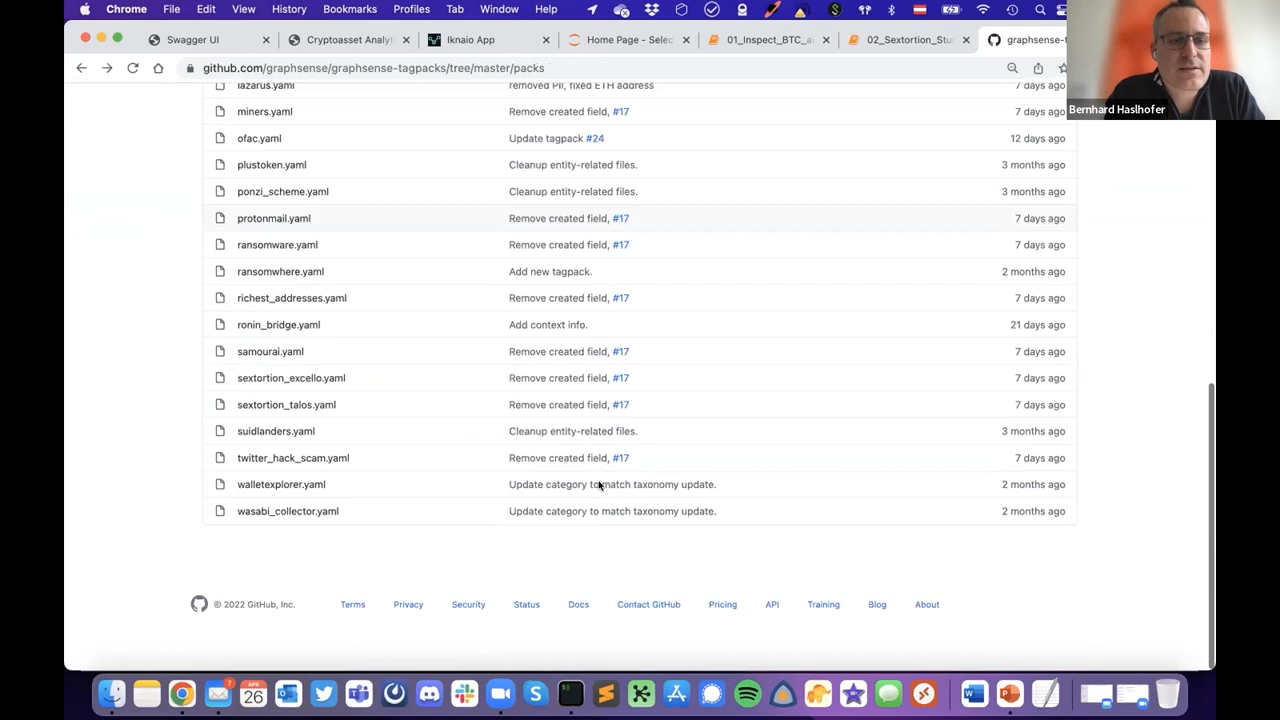 Chrome File Edit View History Bookmarks Profiles Tab Window Help
Swagger UI
Cryptoasset Analyt
Iknaio App
Home Page - Selec
01_Inspect_BTC_a
02_Sextortion_Stu
graphsense-t
github.com/graphsense/graphsense-tagpacks/tree/master/packs
Bernhard Haslhofer
lazarus.yaml removed PII, fixed ETH address 7 days ago
miners.yaml Remove created field, #17 7 days ago
ofac.yaml Update tagpack #24 12 days ago
plustoken.yaml Cleanup entity-related files. 3 months ago
ponzi_scheme.yaml Cleanup entity-related files. 3 months ago
protonmail.yaml Remove created field, #17 7 days ago
ransomware.yaml Remove created field, #17 7 days ago
ransomwhere.yaml Add new tagpack. 2 months ago
richest_addresses.yaml Remove created field, #17 7 days ago
ronin_bridge.yaml Add context info. 21 days ago
samourai.yaml Remove created field, #17 7 days ago
sextortion_excello.yaml Remove created field, #17 7 days ago
sextortion_talos.yaml Remove created field, #17 7 days ago
suidlanders.yaml Cleanup entity-related files. 3 months ago
twitter_hack_scam.yaml Remove created field, #17 7 days ago
walletexplorer.yaml Update category to match taxonomy update. 2 months ago
wasabi_collector.yaml Update category to match taxonomy update. 2 months ago
© 2022 GitHub, Inc. Terms Privacy Security Status Docs Contact GitHub Pricing API Training Blog About
7
APR
26